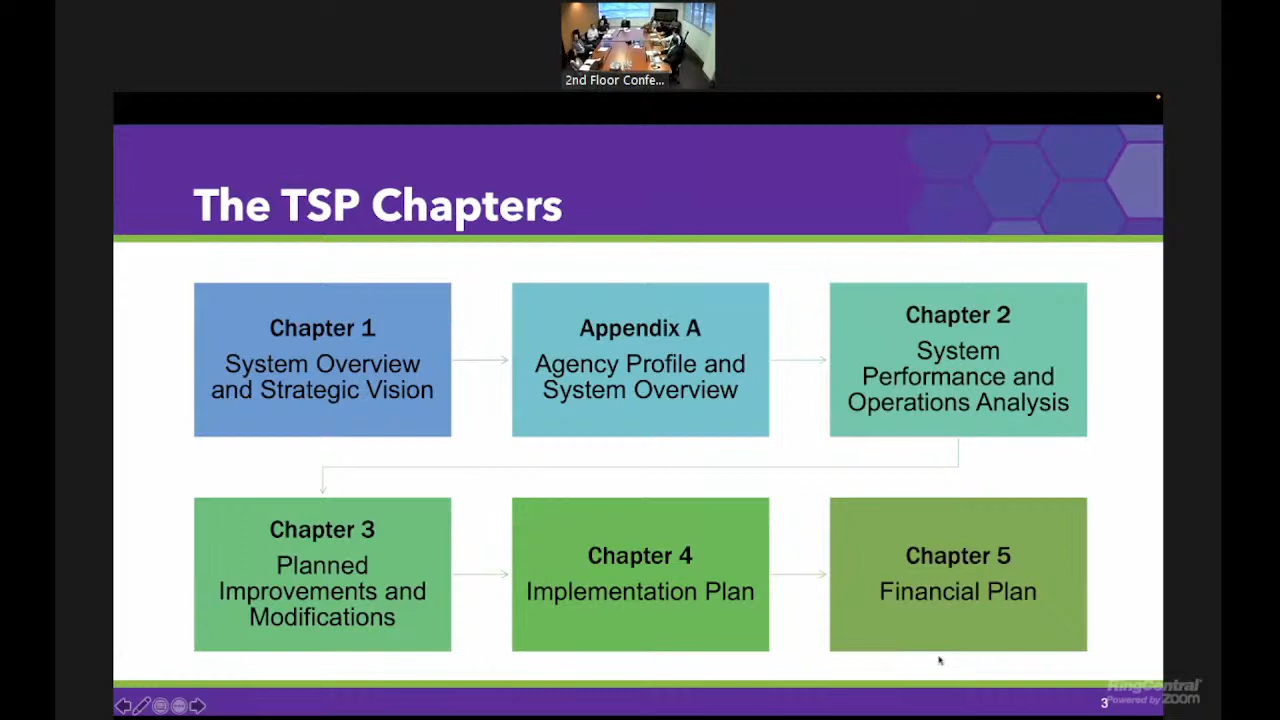 2nd Floor Confe...
The TSP Chapters
Chapter 1
System Overview
and Strategic Vision
Appendix A
Agency Profile and
System Overview
Chapter 2
System
Performance and
Operations Analysis
Chapter 3
Planned
Improvements and
Modifications
Chapter 4
Implementation Plan
Chapter 5
Financial Plan
3
RingCentral
Powered by zoom